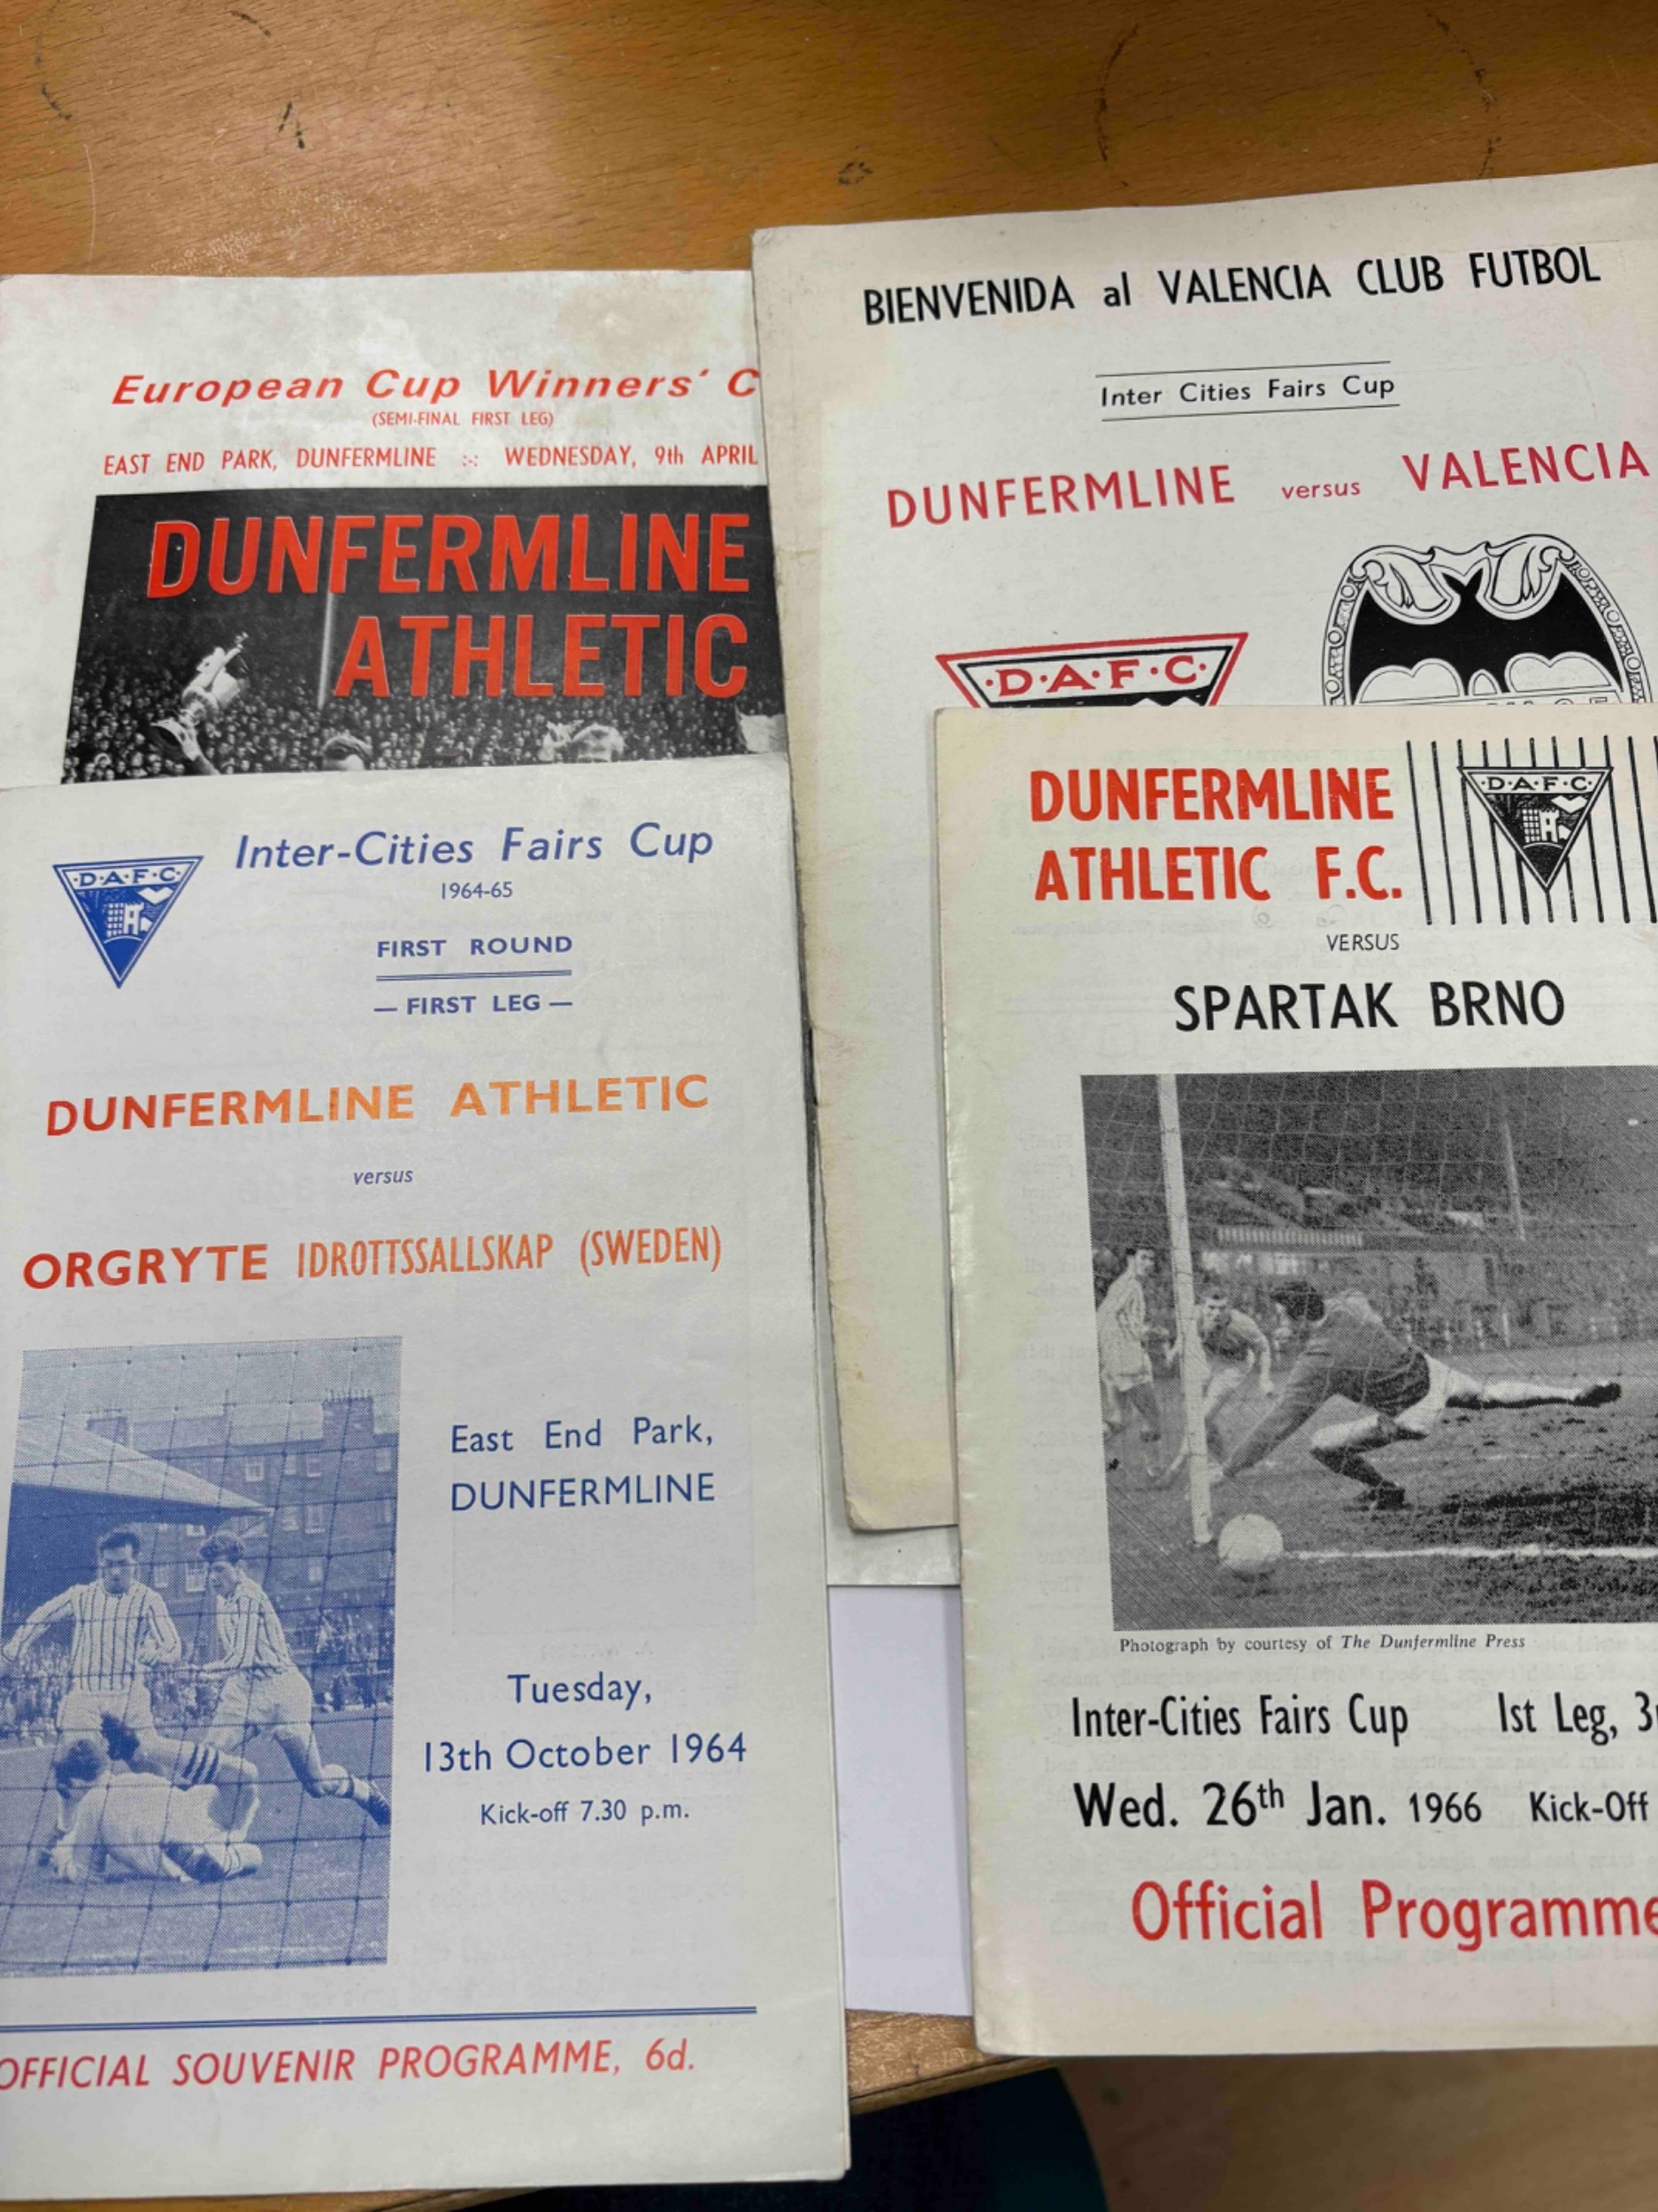 European Cup Winners' C
(SEMI-FINAL FIRST LEG)
EAST END PARK, DUNFERMLINE :-: WEDNESDAY, 9th APRIL
DUNFERMLINE
ATHLETIC
BIENVENIDA al VALENCIA CLUB FUTBOL
Inter Cities Fairs Cup
DUNFERMLINE versus VALENCIA
·D·A·F·C·
D·A·F·C·
Inter-Cities Fairs Cup
1964-65
FIRST ROUND
— FIRST LEG —
DUNFERMLINE ATHLETIC
versus
ORGRYTE IDROTTSSALLSKAP (SWEDEN)
East End Park,
DUNFERMLINE
Tuesday,
13th October 1964
Kick-off 7.30 p.m.
OFFICIAL SOUVENIR PROGRAMME, 6d.
DUNFERMLINE
ATHLETIC F.C.
·D·A·F·C·
VERSUS
SPARTAK BRNO
Photograph by courtesy of The Dunfermline Press
Inter-Cities Fairs Cup 1st Leg, 3
Wed. 26th Jan. 1966 Kick-Off
Official Programme